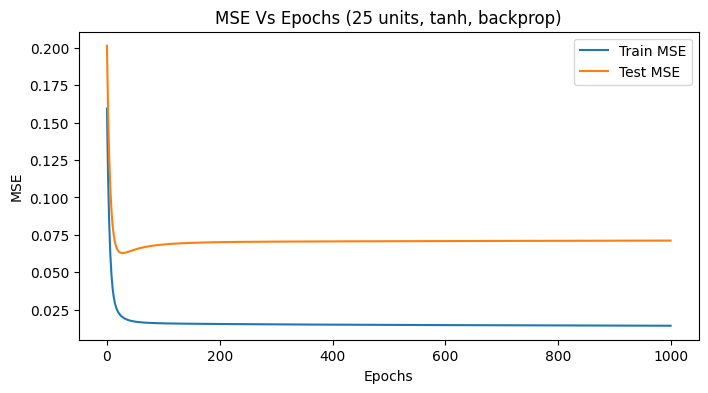 MSE Vs Epochs (25 units, tanh, backprop)
Train MSE
Test MSE
MSE
0.200
0.175
0.150
0.125
0.100
0.075
0.050
0.025
0 200 400 600 800 1000
Epochs